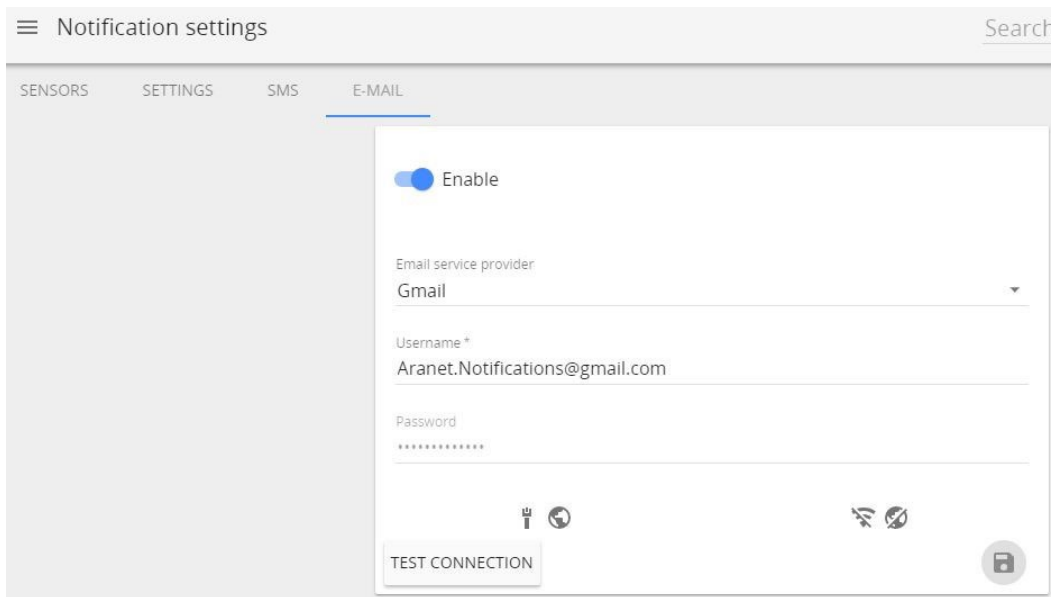 Notification settings
Search
SENSORS SETTINGS SMS E-MAIL
Enable
Email service provider
Gmail
Username *
Aranet.Notifications@gmail.com
Password
•••••••••••••
TEST CONNECTION